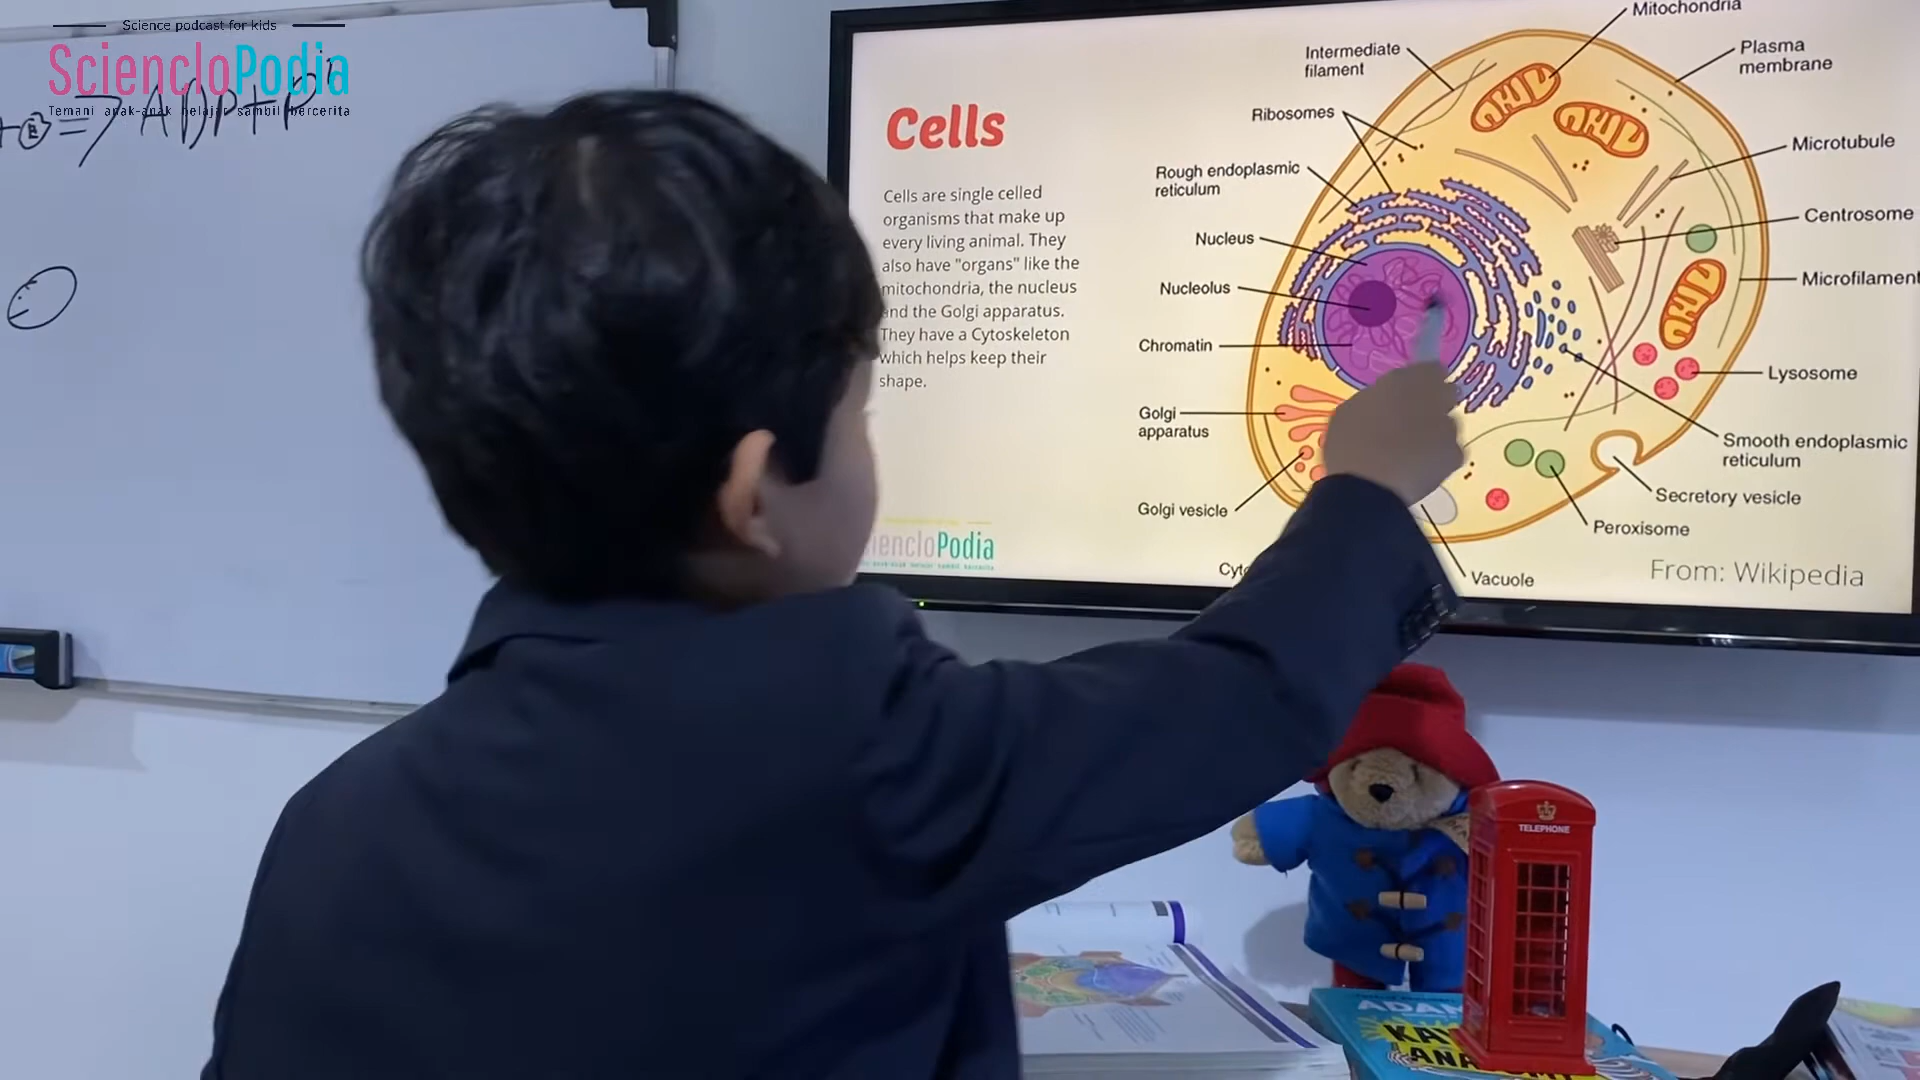 Science podcast for kids
SciencloPodia
Temani anak-anak belajar sambil bercerita
=> ADP+Pi
Cells
Cells are single celled
organisms that make up
every living animal. They
also have "organs" like the
mitochondria, the nucleus
and the Golgi apparatus.
They have a Cytoskeleton
which helps keep their
shape.
Mitochondria
Intermediate
filament
Plasma
membrane
Ribosomes
Microtubule
Rough endoplasmic
reticulum
Centrosome
Nucleus
Microfilament
Nucleolus
Chromatin
Lysosome
Golgi
apparatus
Smooth endoplasmic
reticulum
Secretory vesicle
Golgi vesicle
Peroxisome
Vacuole
From: Wikipedia
encloPodia
TELEPHONE